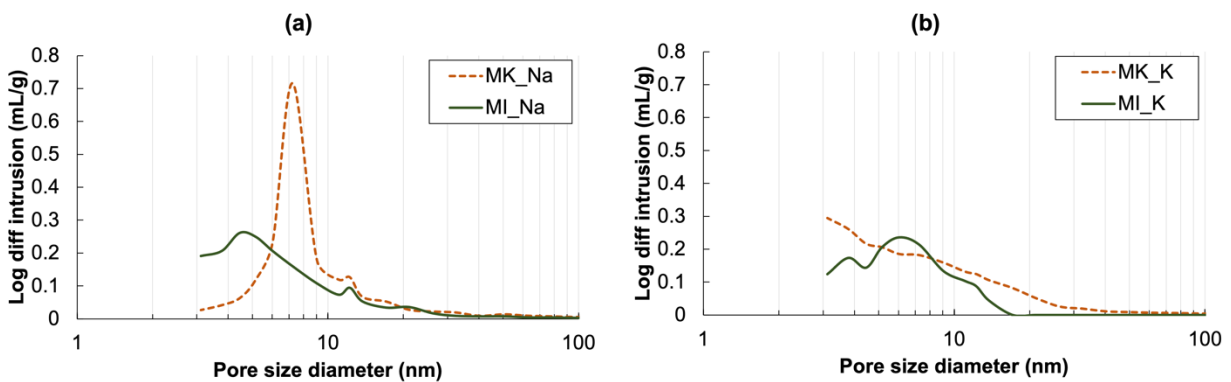 (a)
Log diff intrusion (mL/g)
0.8
0.7
0.6
0.5
0.4
0.3
0.2
0.1
0
MK_Na
MI_Na
1
10
100
Pore size diameter (nm)
(b)
Log diff intrusion (mL/g)
0.8
0.7
0.6
0.5
0.4
0.3
0.2
0.1
0
MK_K
MI_K
1
10
100
Pore size diameter (nm)